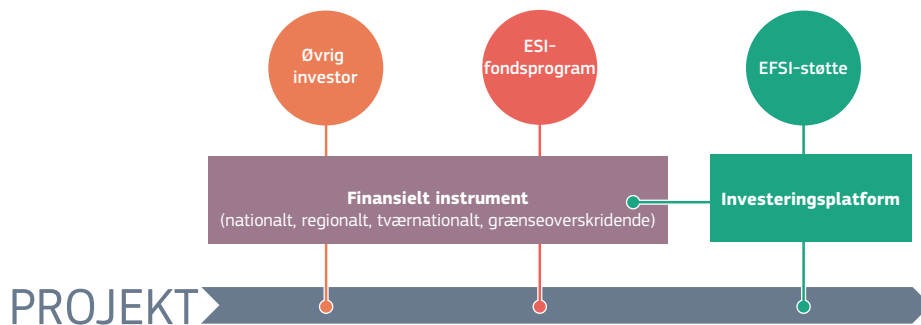 Øvrig
investor
ESI-
fondsprogram
EFSI-støtte
Finansielt instrument
(nationalt, regionalt, tværnationalt, grænseoverskridende)
Investeringsplatform
PROJEKT